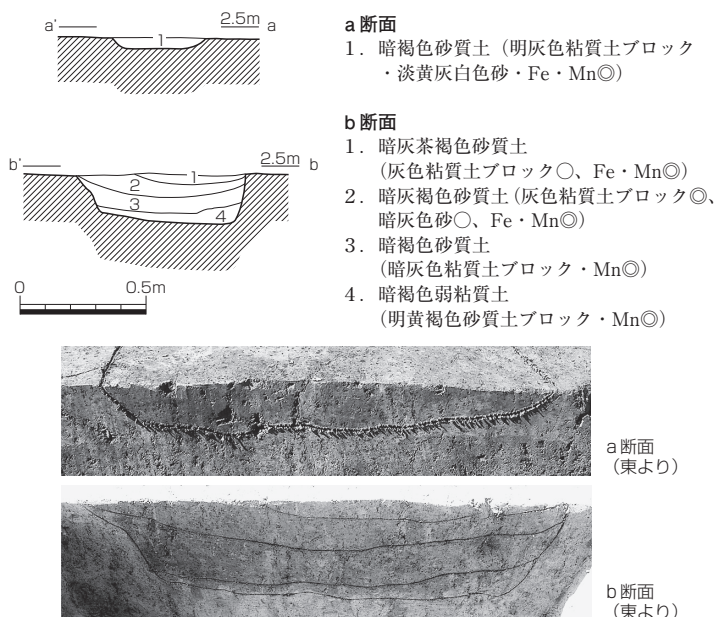 a’ 2.5m a
1
b’ 2.5m b
1
2
3
4
0 0.5m
a断面
1．暗褐色砂質土（明灰色粘質土ブロック
・淡黄灰白色砂・Fe・Mn◎）
b断面
1．暗灰茶褐色砂質土
（灰色粘質土ブロック○、Fe・Mn◎）
2．暗灰褐色砂質土（灰色粘質土ブロック◎、
暗灰色砂○、Fe・Mn◎）
3．暗褐色砂質土
（暗灰色粘質土ブロック・Mn◎）
4．暗褐色弱粘質土
（明黄褐色砂質土ブロック・Mn◎）
a断面
（東より）
b断面
（東より）